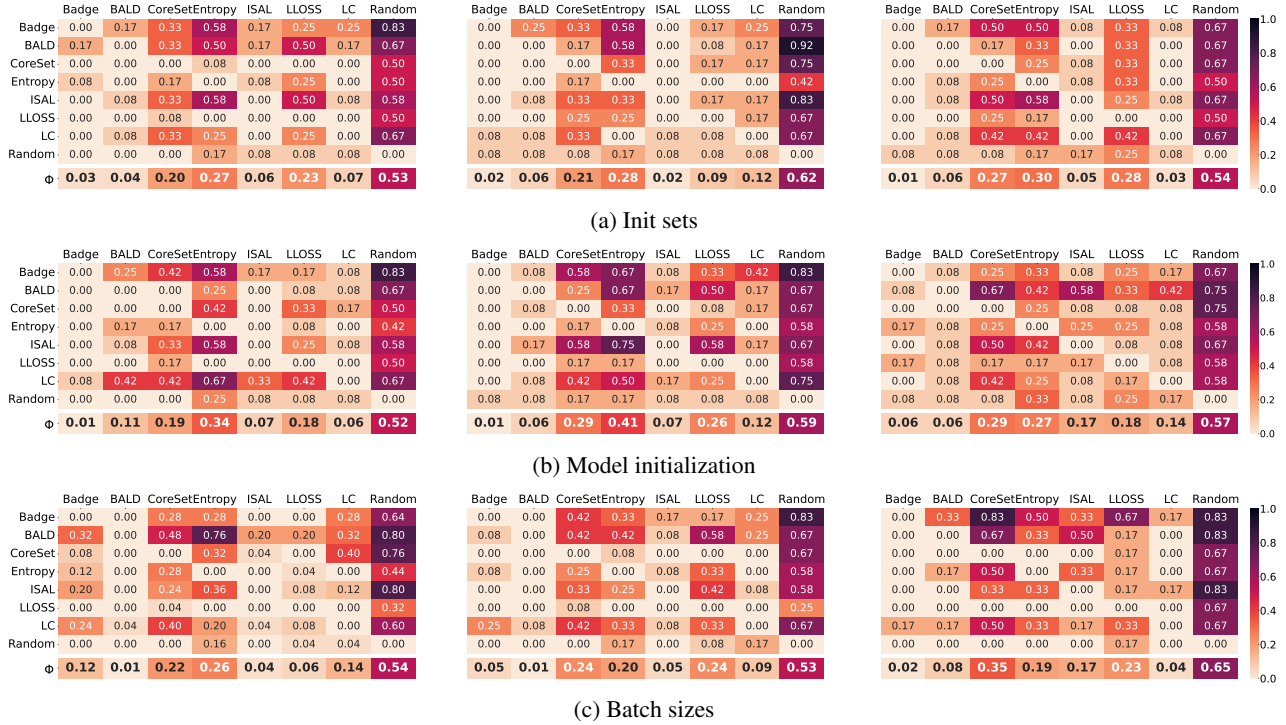 Badge BALD CoreSet Entropy ISAL LLOSS LC Random Badge BALD CoreSet Entropy ISAL LLOSS LC Random Badge BALD CoreSet Entropy ISAL LLOSS LC Random
Badge 0.00 0.17 0.33 0.58 0.17 0.25 0.25 0.83 0.00 0.25 0.33 0.58 0.00 0.00 0.00 0.75 0.00 0.17 0.50 0.50 0.08 0.33 0.08 0.67 1.0
BALD 0.17 0.00 0.33 0.50 0.17 0.50 0.17 0.67 0.00 0.00 0.17 0.58 0.00 0.08 0.17 0.92 0.00 0.00 0.17 0.33 0.08 0.33 0.00 0.67 0.8
CoreSet 0.00 0.00 0.00 0.08 0.00 0.00 0.00 0.50 0.00 0.00 0.00 0.33 0.00 0.17 0.17 0.75 0.00 0.00 0.00 0.25 0.08 0.33 0.00 0.67
Entropy 0.08 0.00 0.17 0.00 0.08 0.25 0.00 0.50 0.00 0.00 0.17 0.00 0.00 0.00 0.00 0.42 0.00 0.08 0.25 0.00 0.08 0.33 0.00 0.50 0.6
ISAL 0.00 0.08 0.33 0.58 0.00 0.50 0.08 0.58 0.00 0.08 0.33 0.33 0.00 0.17 0.17 0.83 0.00 0.08 0.50 0.58 0.00 0.25 0.08 0.67 0.4
LLOSS 0.00 0.00 0.08 0.00 0.00 0.00 0.00 0.50 0.00 0.00 0.25 0.25 0.00 0.00 0.17 0.75 0.00 0.00 0.25 0.17 0.00 0.00 0.00 0.67
LC 0.00 0.08 0.33 0.25 0.00 0.25 0.00 0.67 0.08 0.08 0.33 0.00 0.08 0.08 0.00 0.67 0.00 0.08 0.42 0.42 0.00 0.42 0.00 0.67 0.2
Random 0.00 0.00 0.00 0.17 0.08 0.08 0.08 0.00 0.08 0.08 0.08 0.17 0.08 0.08 0.08 0.00 0.08 0.08 0.08 0.08 0.17 0.25 0.08 0.00
Φ 0.03 0.04 0.20 0.27 0.06 0.23 0.07 0.53 0.02 0.06 0.21 0.28 0.02 0.09 0.12 0.62 0.01 0.06 0.27 0.30 0.05 0.28 0.03 0.54 0.0
(a) Init sets
Badge BALD CoreSet Entropy ISAL LLOSS LC Random Badge BALD CoreSet Entropy ISAL LLOSS LC Random Badge BALD CoreSet Entropy ISAL LLOSS LC Random
Badge 0.00 0.25 0.42 0.58 0.17 0.17 0.08 0.83 0.00 0.08 0.58 0.67 0.08 0.33 0.42 0.83 0.00 0.08 0.25 0.33 0.08 0.25 0.17 0.67 1.0
BALD 0.00 0.00 0.00 0.25 0.00 0.08 0.08 0.67 0.00 0.00 0.25 0.67 0.17 0.50 0.17 0.67 0.08 0.00 0.67 0.42 0.58 0.33 0.42 0.75 0.8
CoreSet 0.00 0.00 0.00 0.42 0.00 0.33 0.17 0.50 0.00 0.08 0.00 0.33 0.00 0.00 0.00 0.67 0.00 0.00 0.00 0.25 0.08 0.08 0.08 0.75
Entropy 0.00 0.17 0.17 0.00 0.00 0.08 0.00 0.42 0.00 0.00 0.17 0.00 0.08 0.25 0.00 0.58 0.17 0.08 0.25 0.00 0.25 0.25 0.08 0.58 0.6
ISAL 0.00 0.08 0.33 0.58 0.00 0.25 0.08 0.58 0.00 0.17 0.58 0.75 0.00 0.58 0.17 0.67 0.00 0.08 0.50 0.42 0.00 0.08 0.08 0.67 0.4
LLOSS 0.00 0.00 0.17 0.00 0.00 0.00 0.00 0.50 0.00 0.00 0.17 0.17 0.00 0.00 0.00 0.58 0.17 0.08 0.17 0.17 0.17 0.00 0.08 0.58
LC 0.08 0.42 0.42 0.67 0.33 0.42 0.00 0.67 0.00 0.08 0.42 0.50 0.17 0.25 0.00 0.75 0.00 0.08 0.42 0.25 0.08 0.17 0.00 0.58 0.2
Random 0.00 0.00 0.00 0.25 0.08 0.08 0.08 0.00 0.08 0.08 0.17 0.17 0.08 0.08 0.08 0.00 0.08 0.08 0.08 0.33 0.08 0.25 0.17 0.00
Φ 0.01 0.11 0.19 0.34 0.07 0.18 0.06 0.52 0.01 0.06 0.29 0.41 0.07 0.26 0.12 0.59 0.06 0.06 0.29 0.27 0.17 0.18 0.14 0.57 0.0
(b) Model initialization
Badge BALD CoreSet Entropy ISAL LLOSS LC Random Badge BALD CoreSet Entropy ISAL LLOSS LC Random Badge BALD CoreSet Entropy ISAL LLOSS LC Random
Badge 0.00 0.00 0.28 0.28 0.00 0.00 0.28 0.64 0.00 0.00 0.42 0.33 0.17 0.17 0.25 0.83 0.00 0.33 0.83 0.50 0.33 0.67 0.17 0.83 1.0
BALD 0.32 0.00 0.48 0.76 0.20 0.20 0.32 0.80 0.08 0.00 0.42 0.42 0.08 0.58 0.25 0.67 0.00 0.00 0.67 0.33 0.50 0.17 0.00 0.83 0.8
CoreSet 0.08 0.00 0.00 0.32 0.04 0.00 0.40 0.76 0.00 0.00 0.00 0.08 0.00 0.00 0.00 0.67 0.00 0.00 0.00 0.00 0.00 0.17 0.00 0.67
Entropy 0.12 0.00 0.28 0.00 0.00 0.04 0.00 0.44 0.08 0.00 0.25 0.00 0.08 0.33 0.00 0.58 0.00 0.17 0.50 0.00 0.33 0.17 0.00 0.67 0.6
ISAL 0.20 0.00 0.24 0.36 0.00 0.08 0.12 0.80 0.00 0.00 0.33 0.25 0.00 0.42 0.08 0.58 0.00 0.00 0.33 0.33 0.00 0.17 0.17 0.83 0.4
LLOSS 0.00 0.00 0.04 0.00 0.00 0.00 0.00 0.32 0.00 0.00 0.08 0.00 0.00 0.00 0.00 0.25 0.00 0.00 0.00 0.00 0.00 0.00 0.00 0.67
LC 0.24 0.04 0.40 0.20 0.04 0.08 0.00 0.60 0.25 0.08 0.42 0.33 0.08 0.33 0.00 0.67 0.17 0.17 0.50 0.33 0.17 0.33 0.00 0.67 0.2
Random 0.00 0.00 0.00 0.16 0.00 0.04 0.04 0.00 0.00 0.00 0.00 0.17 0.00 0.08 0.17 0.00 0.00 0.00 0.00 0.00 0.00 0.17 0.00 0.00
Φ 0.12 0.01 0.22 0.26 0.04 0.06 0.14 0.54 0.05 0.01 0.24 0.20 0.05 0.24 0.09 0.53 0.02 0.08 0.35 0.19 0.17 0.23 0.04 0.65 0.0
(c) Batch sizes